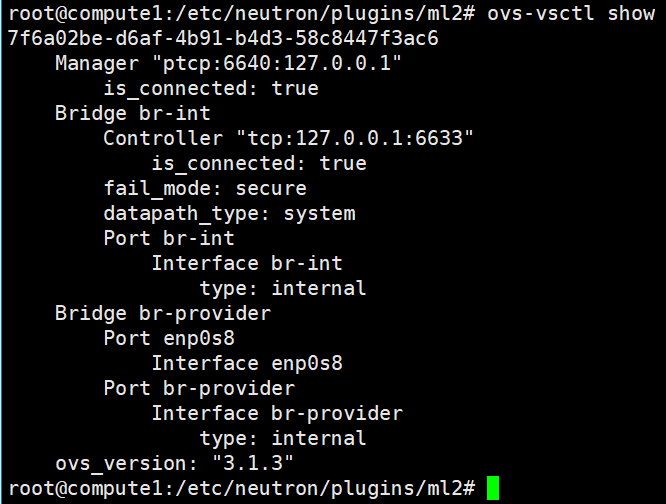 root@compute1:/etc/neutron/plugins/ml2# ovs-vsctl show
7f6a02be-d6af-4b91-b4d3-58c8447f3ac6
    Manager "ptcp:6640:127.0.0.1"
        is_connected: true
    Bridge br-int
        Controller "tcp:127.0.0.1:6633"
            is_connected: true
        fail_mode: secure
        datapath_type: system
        Port br-int
            Interface br-int
                type: internal
    Bridge br-provider
        Port enp0s8
            Interface enp0s8
        Port br-provider
            Interface br-provider
                type: internal
    ovs_version: "3.1.3"
root@compute1:/etc/neutron/plugins/ml2#